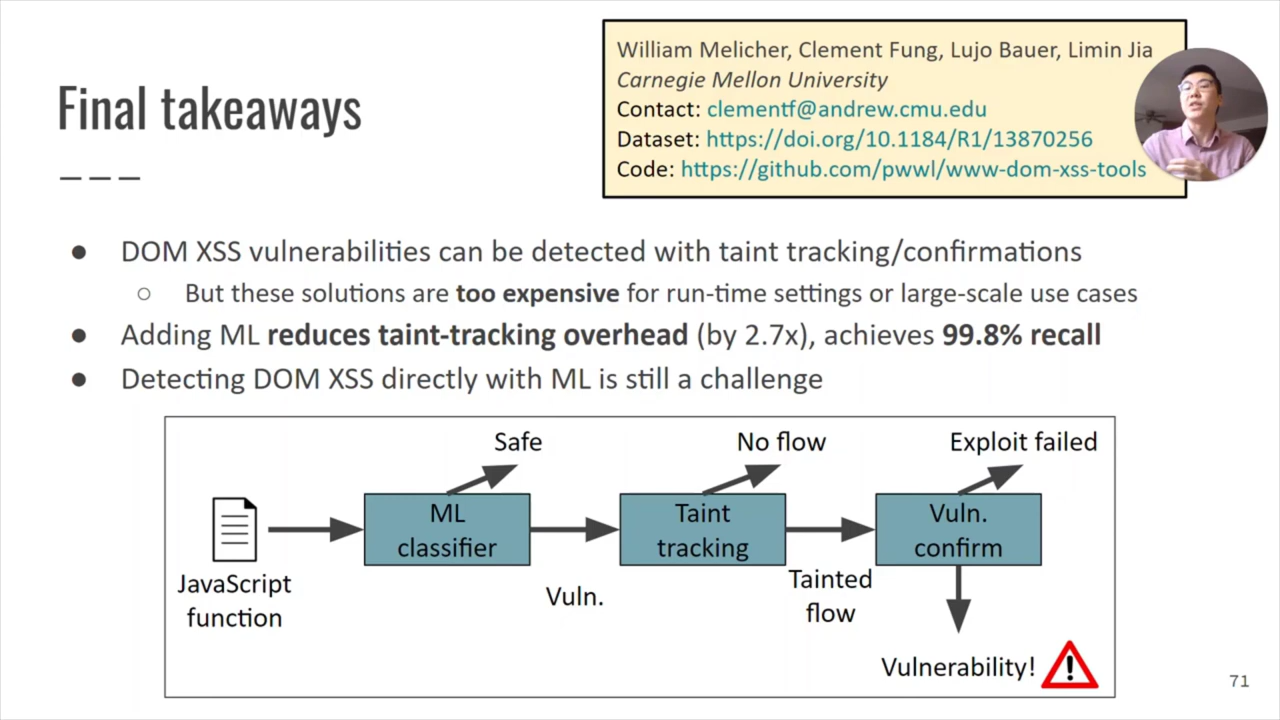 William Melicher, Clement Fung, Lujo Bauer, Limin Jia
Carnegie Mellon University
Contact: clementf@andrew.cmu.edu
Dataset: https://doi.org/10.1184/R1/13870256
Code: https://github.com/pwwl/www-dom-xss-tools
Final takeaways
● DOM XSS vulnerabilities can be detected with taint tracking/confirmations
○ But these solutions are too expensive for run-time settings or large-scale use cases
● Adding ML reduces taint-tracking overhead (by 2.7x), achieves 99.8% recall
● Detecting DOM XSS directly with ML is still a challenge
Safe
No flow
Exploit failed
JavaScript
function
ML
classifier
Vuln.
Taint
tracking
Tainted
flow
Vuln.
confirm
Vulnerability!
71